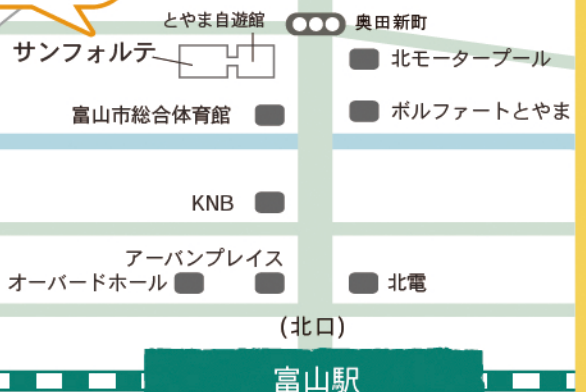 とやま自遊館
奥田新町
サンフォルテ
北モータープール
富山市総合体育館
ボルファートとやま
KNB
アーバンプレイス
オーバードホール
北電
(北口)
富山駅